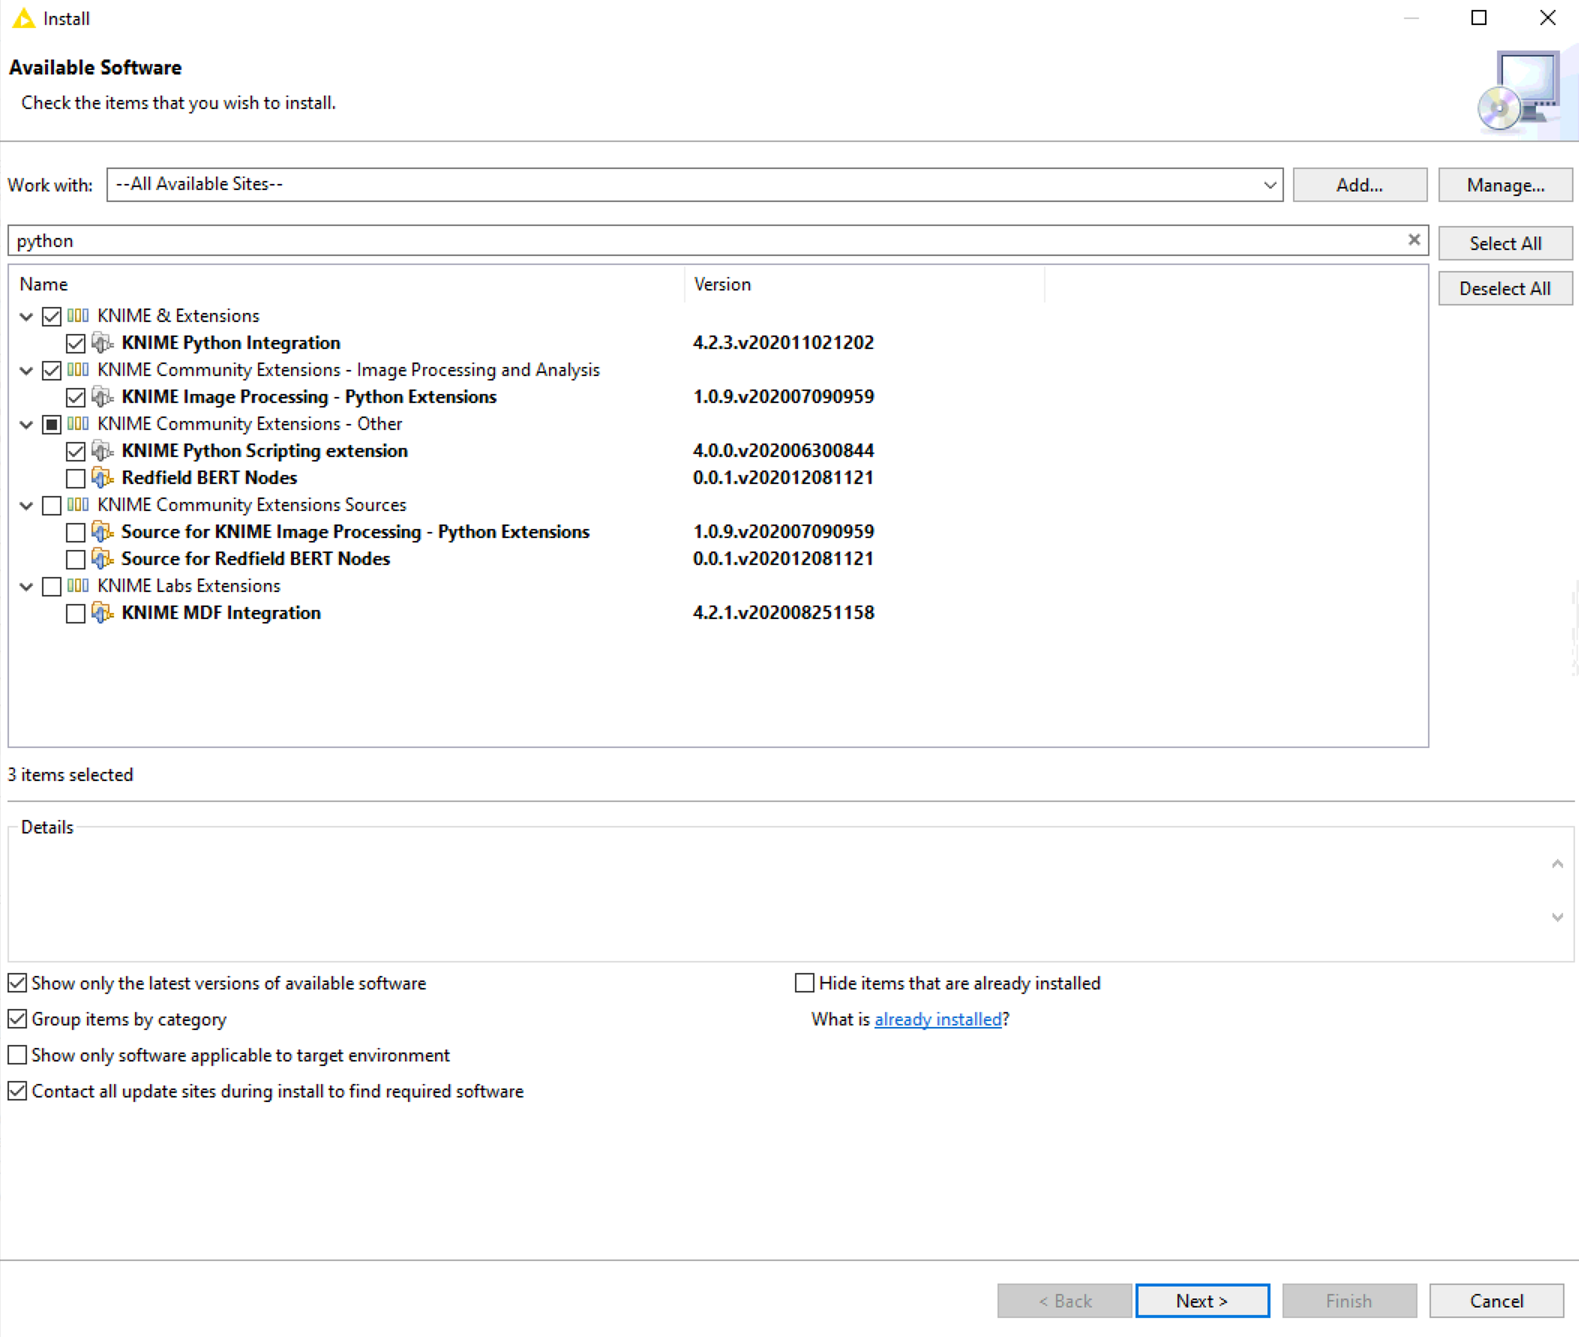 Install
Available Software
Check the items that you wish to install.
Work with: --All Available Sites-- Add... Manage...
python Select All
Deselect All
Name Version
KNIME & Extensions
KNIME Python Integration 4.2.3.v202011021202
KNIME Community Extensions - Image Processing and Analysis
KNIME Image Processing - Python Extensions 1.0.9.v202007090959
KNIME Community Extensions - Other
KNIME Python Scripting extension 4.0.0.v202006300844
Redfield BERT Nodes 0.0.1.v202012081121
KNIME Community Extensions Sources
Source for KNIME Image Processing - Python Extensions 1.0.9.v202007090959
Source for Redfield BERT Nodes 0.0.1.v202012081121
KNIME Labs Extensions
KNIME MDF Integration 4.2.1.v202008251158
3 items selected
Details
Show only the latest versions of available software Hide items that are already installed
Group items by category What is already installed?
Show only software applicable to target environment
Contact all update sites during install to find required software
< Back Next > Finish Cancel